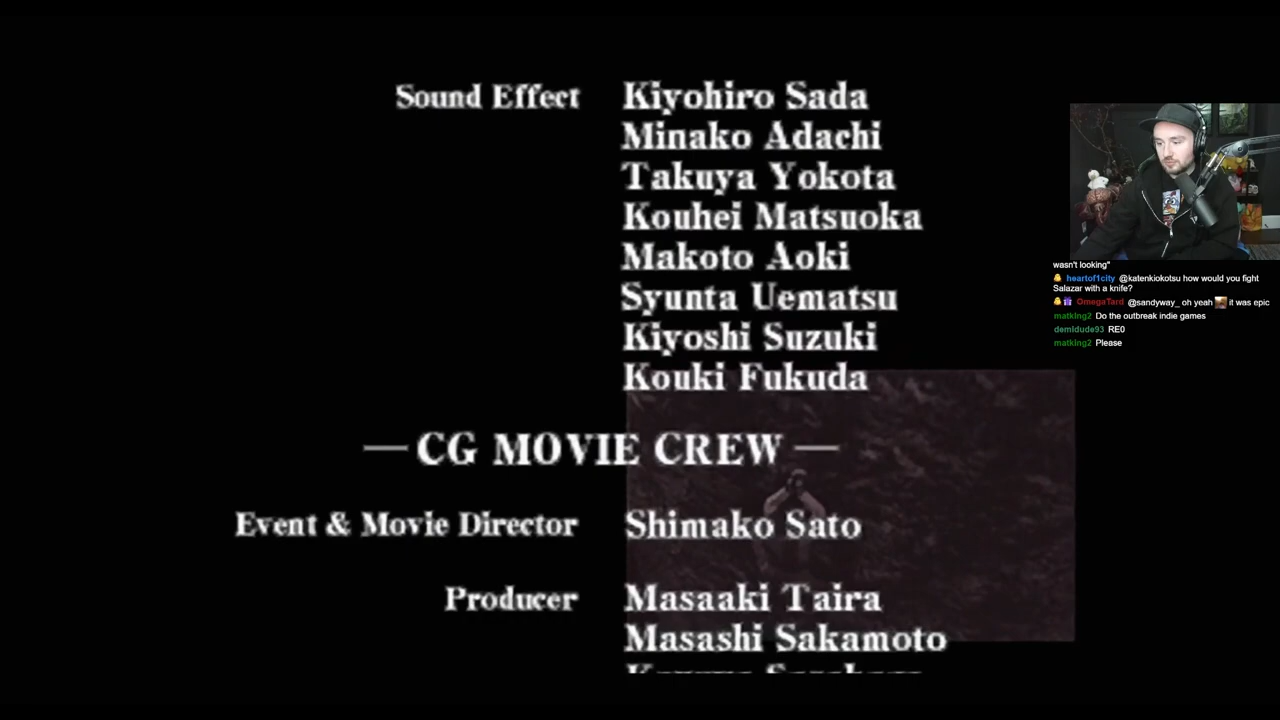 Sound Effect Kiyohiro Sada
Minako Adachi
Takuya Yokota
Kouhei Matsuoka
Makoto Aoki
Syunta Uematsu
Kiyoshi Suzuki
Kouki Fukuda
— CG MOVIE CREW —
Event & Movie Director Shimako Sato
Producer Masaaki Taira
Masashi Sakamoto
wasn't looking"
heartof1city @katenkiokotsu how would you fight
Salazar with a knife?
OmegaTard @sandyway_ oh yeah it was epic
matking2 Do the outbreak indie games
demidude93 RE0
matking2 Please